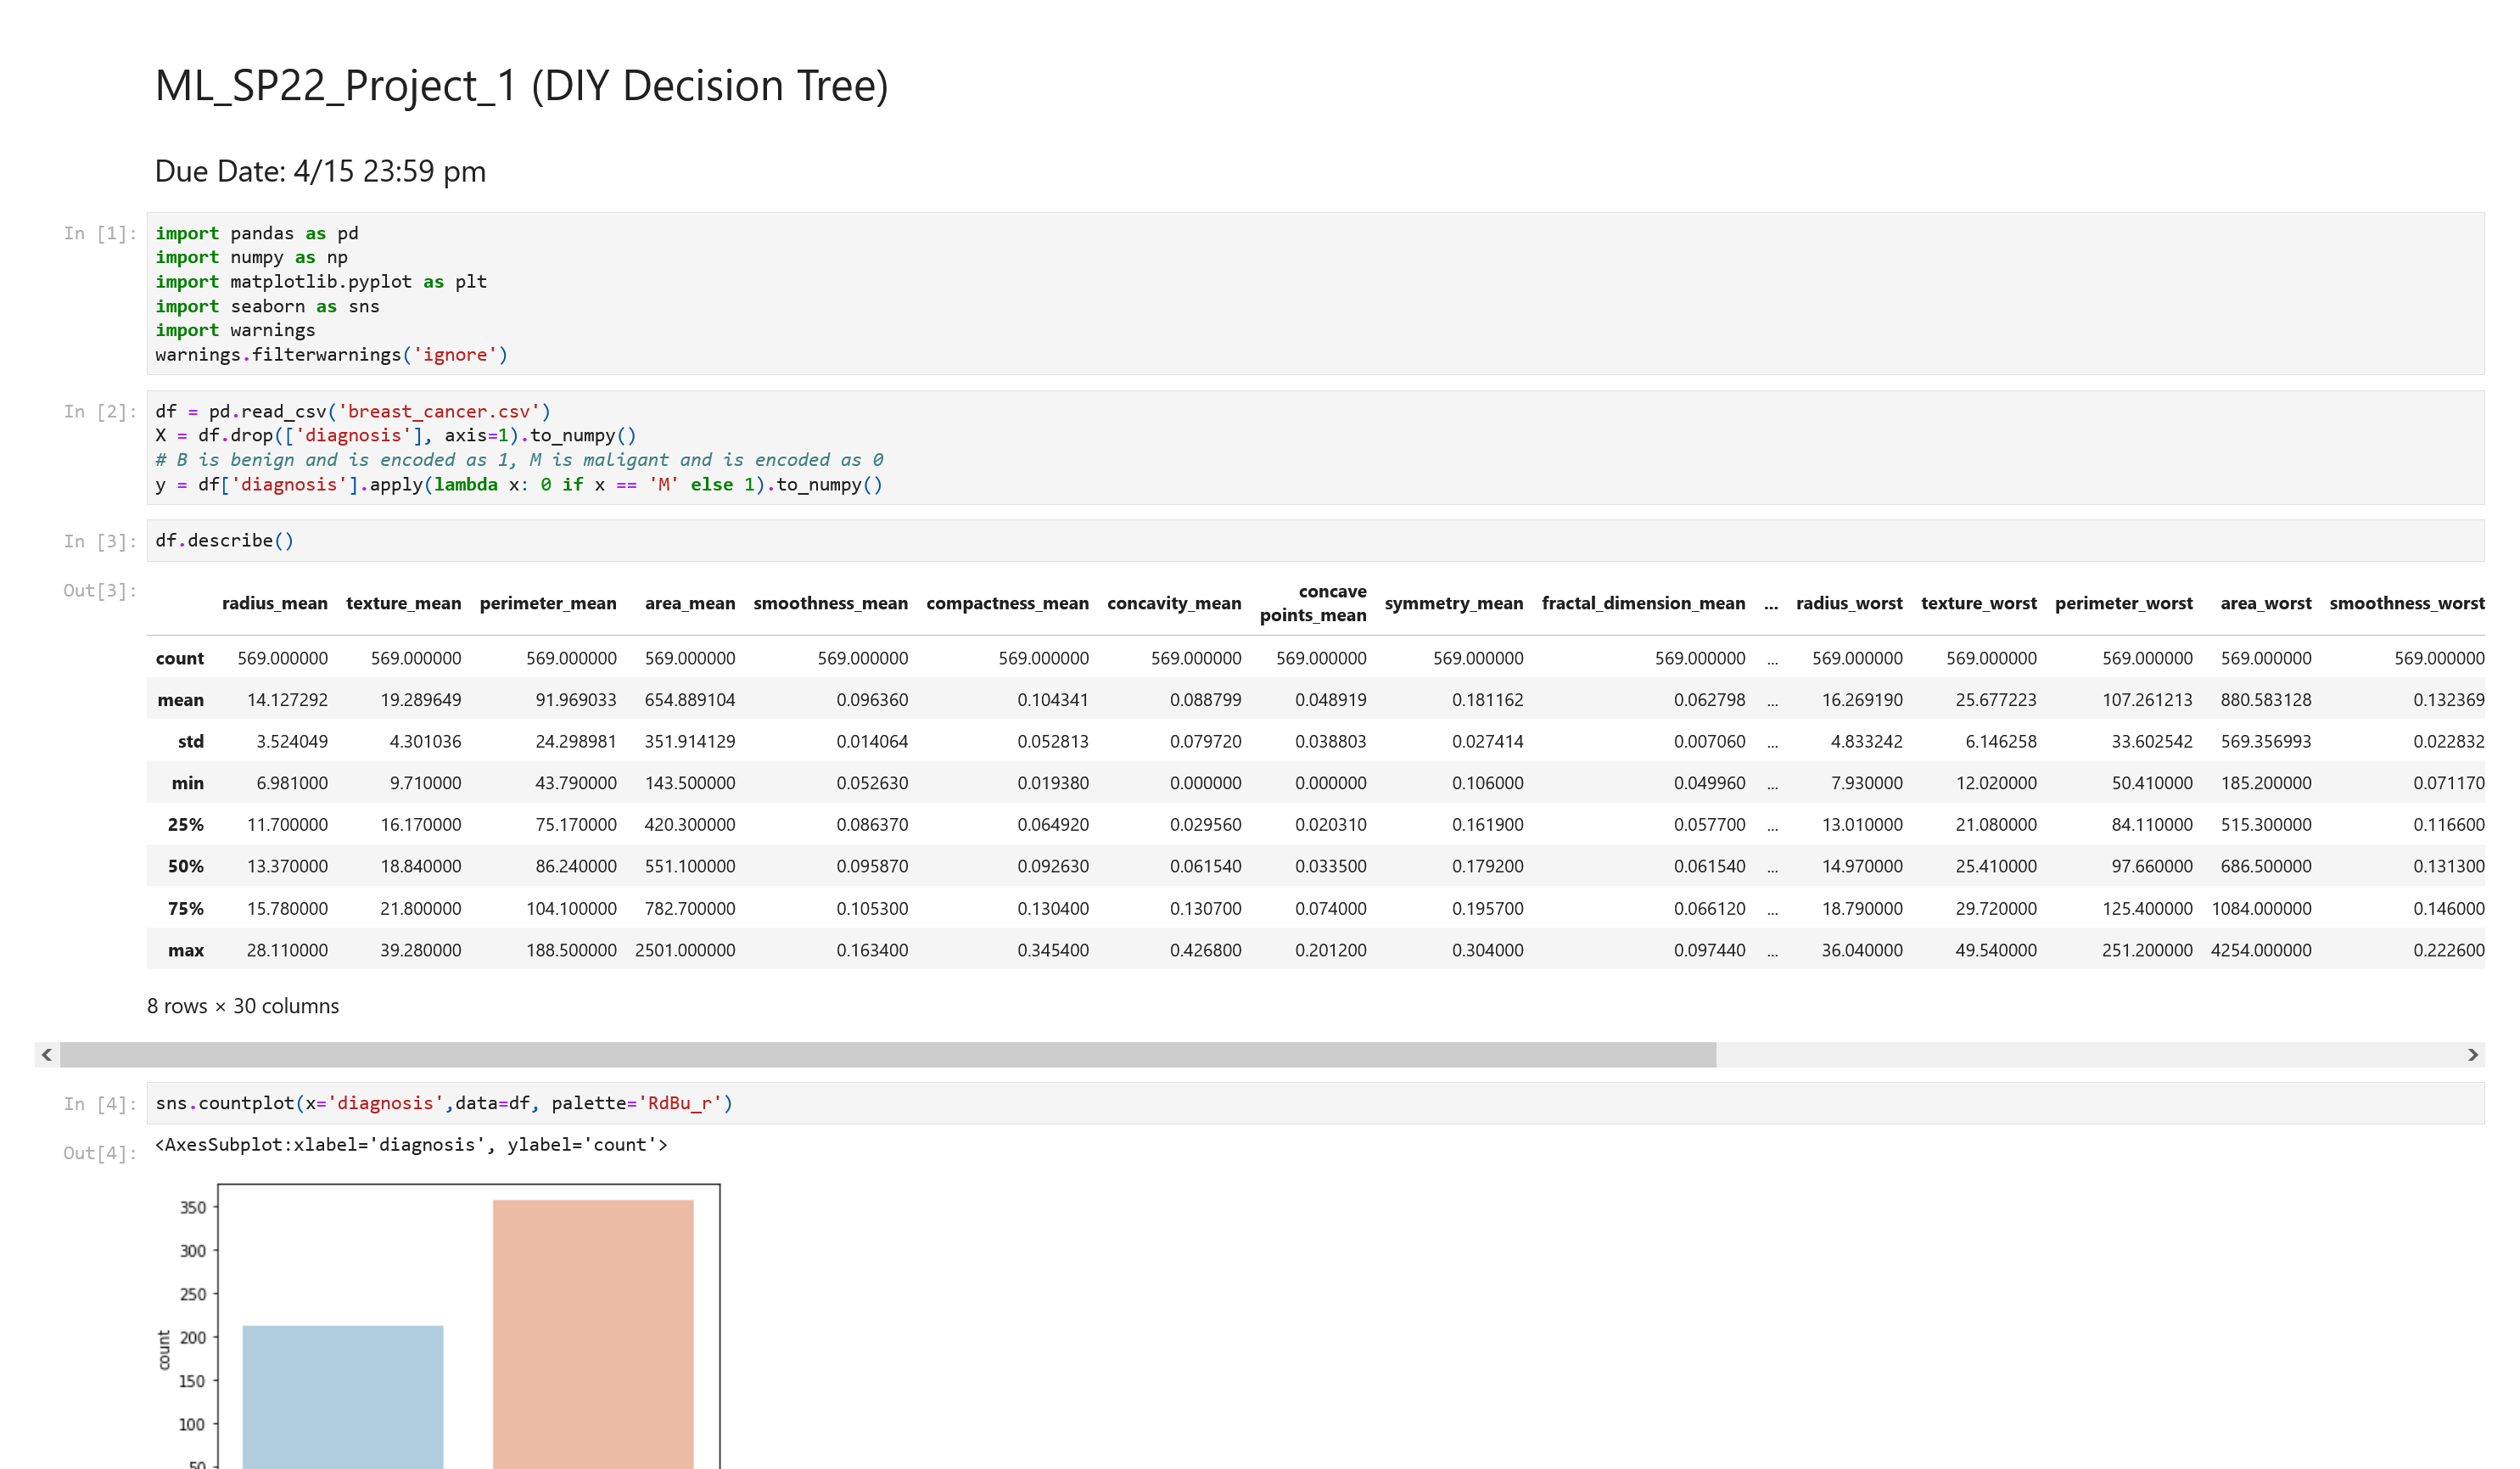 ML_SP22_Project_1 (DIY Decision Tree)
Due Date: 4/15 23:59 pm
In [1]:
import pandas as pd
import numpy as np
import matplotlib.pyplot as plt
import seaborn as sns
import warnings
warnings.filterwarnings('ignore')
In [2]:
df = pd.read_csv('breast_cancer.csv')
X = df.drop(['diagnosis'], axis=1).to_numpy()
# B is benign and is encoded as 1, M is maligant and is encoded as 0
y = df['diagnosis'].apply(lambda x: 0 if x == 'M' else 1).to_numpy()
In [3]:
df.describe()
Out[3]:
radius_mean texture_mean perimeter_mean area_mean smoothness_mean compactness_mean concavity_mean concave points_mean symmetry_mean fractal_dimension_mean ... radius_worst texture_worst perimeter_worst area_worst smoothness_worst
count 569.000000 569.000000 569.000000 569.000000 569.000000 569.000000 569.000000 569.000000 569.000000 569.000000 ... 569.000000 569.000000 569.000000 569.000000 569.000000
mean 14.127292 19.289649 91.969033 654.889104 0.096360 0.104341 0.088799 0.048919 0.181162 0.062798 ... 16.269190 25.677223 107.261213 880.583128 0.132369
std 3.524049 4.301036 24.298981 351.914129 0.014064 0.052813 0.079720 0.038803 0.027414 0.007060 ... 4.833242 6.146258 33.602542 569.356993 0.022832
min 6.981000 9.710000 43.790000 143.500000 0.052630 0.019380 0.000000 0.000000 0.106000 0.049960 ... 7.930000 12.020000 50.410000 185.200000 0.071170
25% 11.700000 16.170000 75.170000 420.300000 0.086370 0.064920 0.029560 0.020310 0.161900 0.057700 ... 13.010000 21.080000 84.110000 515.300000 0.116600
50% 13.370000 18.840000 86.240000 551.100000 0.095870 0.092630 0.061540 0.033500 0.179200 0.061540 ... 14.970000 25.410000 97.660000 686.500000 0.131300
75% 15.780000 21.800000 104.100000 782.700000 0.105300 0.130400 0.130700 0.074000 0.195700 0.066120 ... 18.790000 29.720000 125.400000 1084.000000 0.146000
max 28.110000 39.280000 188.500000 2501.000000 0.163400 0.345400 0.426800 0.201200 0.304000 0.097440 ... 36.040000 49.540000 251.200000 4254.000000 0.222600
8 rows × 30 columns
In [4]:
sns.countplot(x='diagnosis',data=df, palette='RdBu_r')
Out[4]:
<AxesSubplot:xlabel='diagnosis', ylabel='count'>
350
300
250
200
150
100
50
count